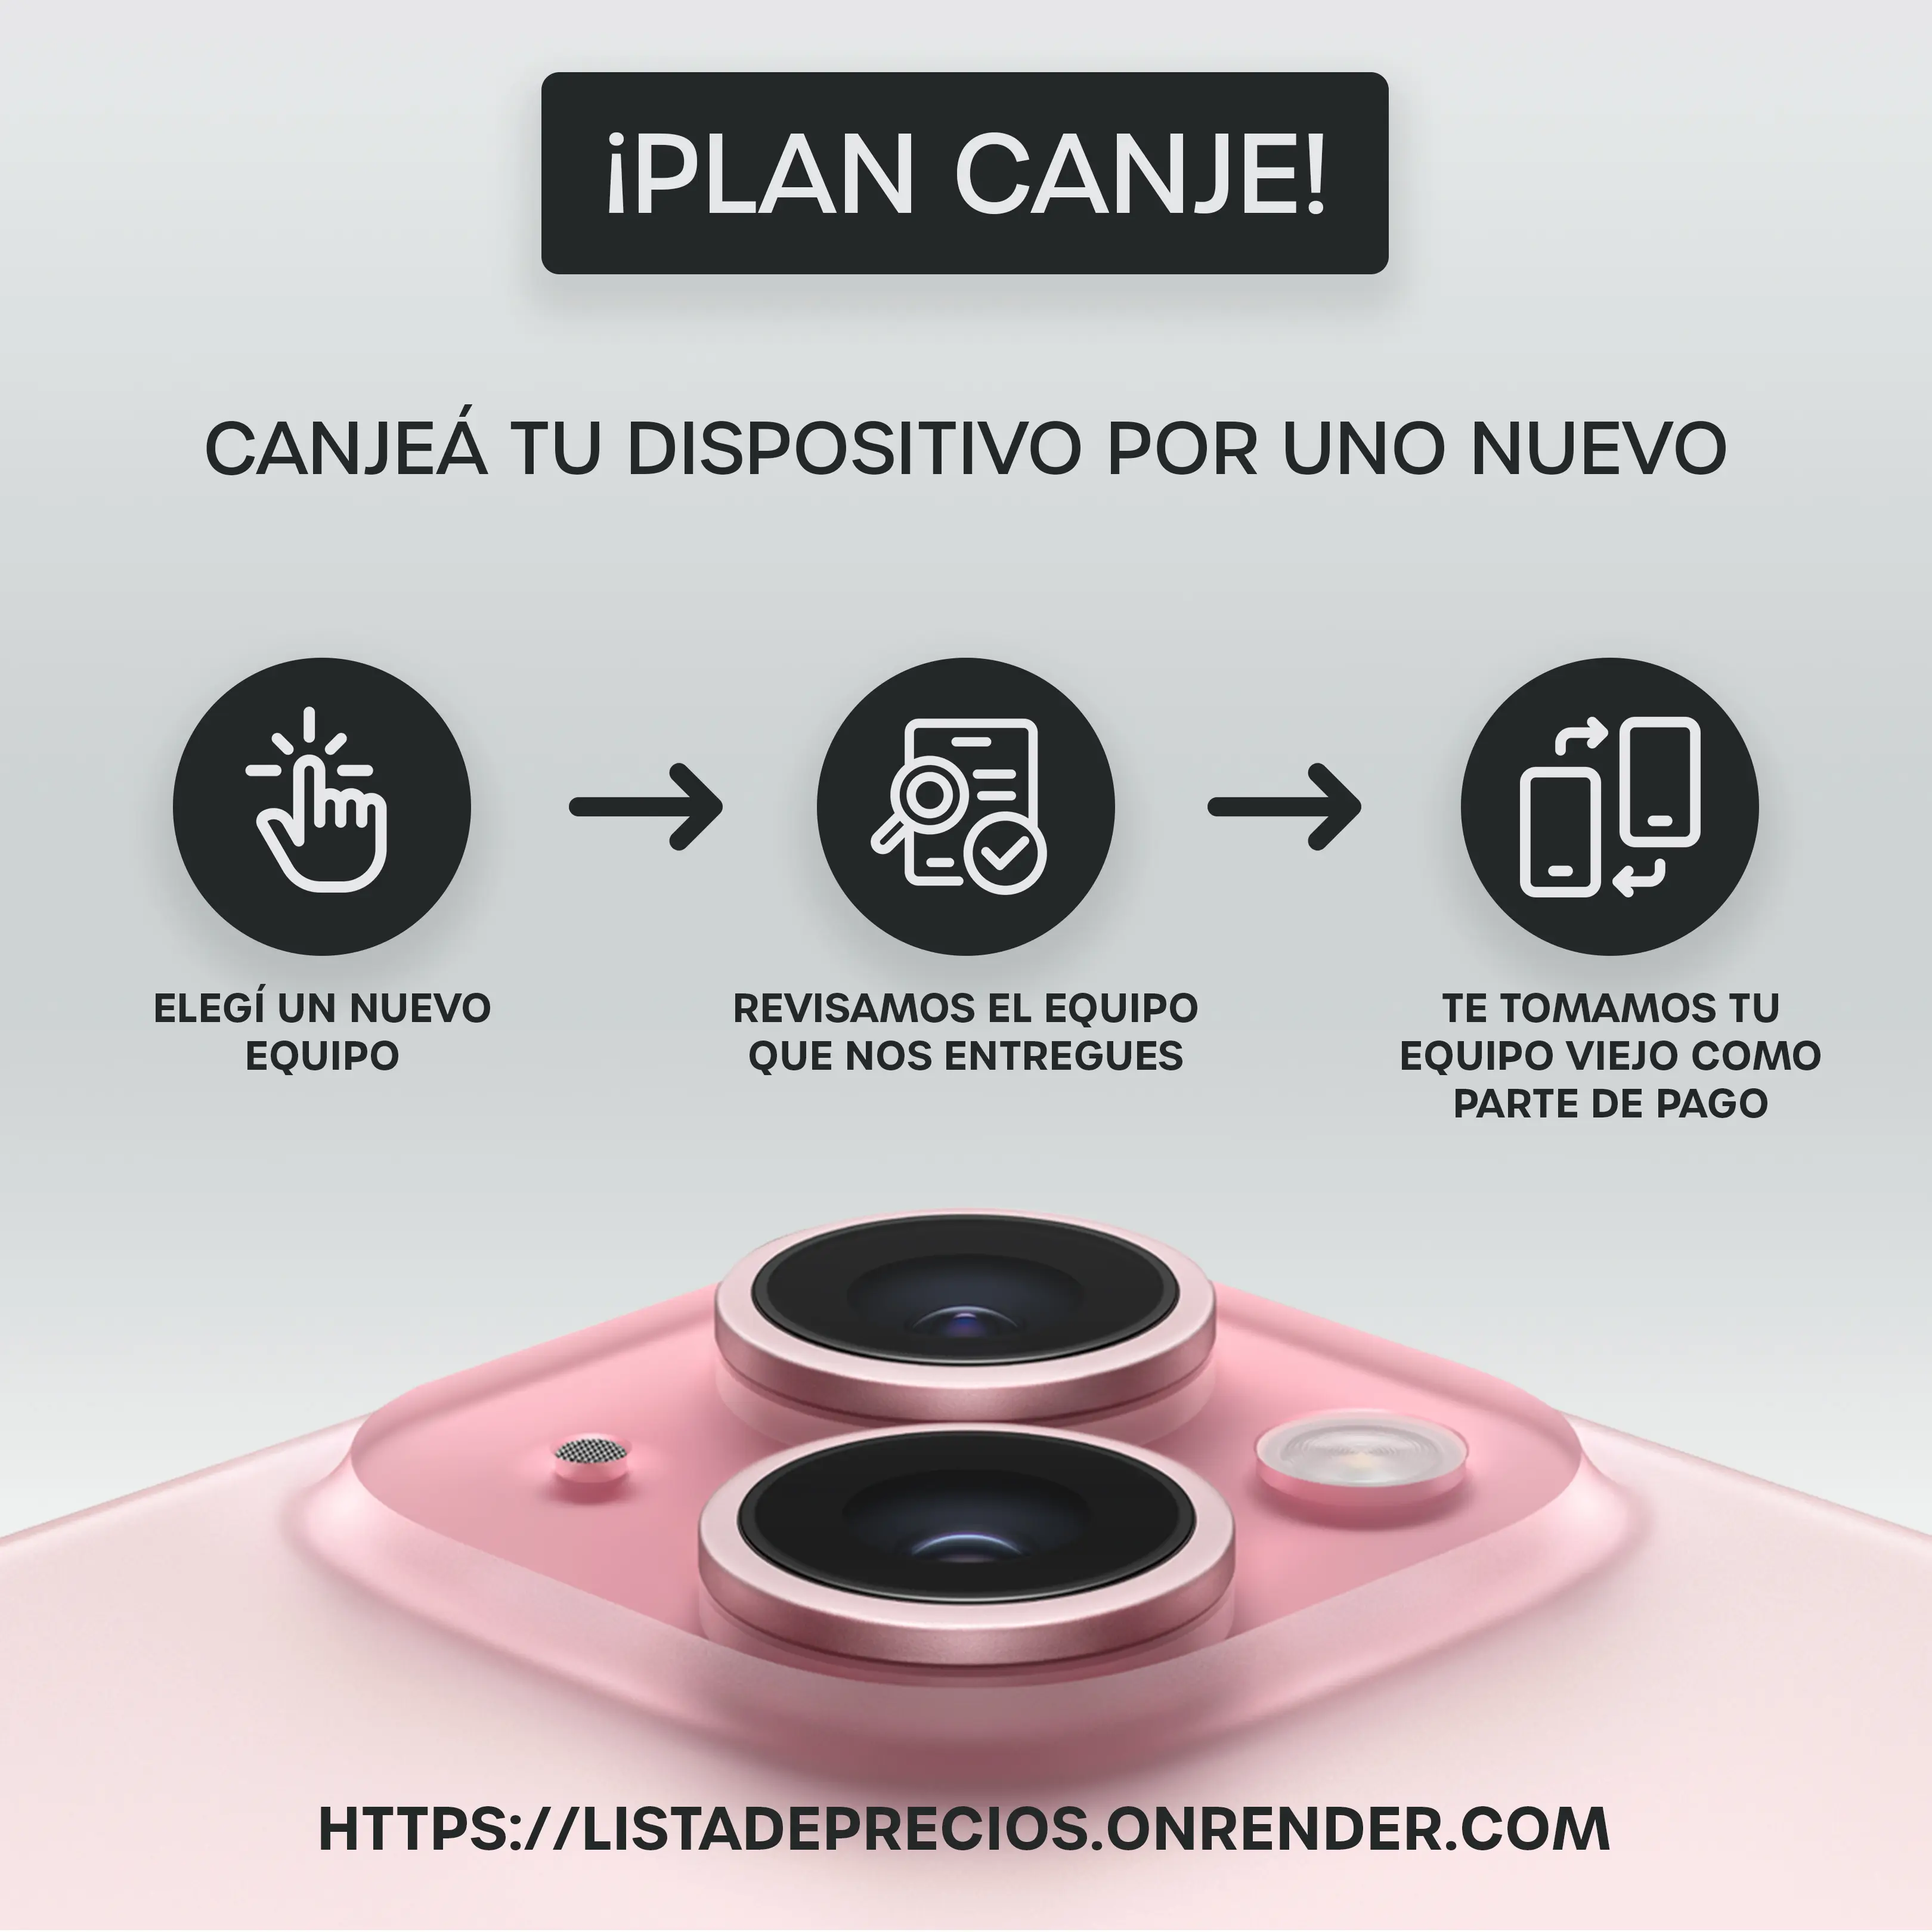 ¡PLAN CANJE!
CANJEÁ TU DISPOSITIVO POR UNO NUEVO
ELEGÍ UN NUEVO
EQUIPO
REVISAMOS EL EQUIPO
QUE NOS ENTREGUES
TE TOMAMOS TU
EQUIPO VIEJO COMO
PARTE DE PAGO
HTTPS://LISTADEPRECIOS.ONRENDER.COM